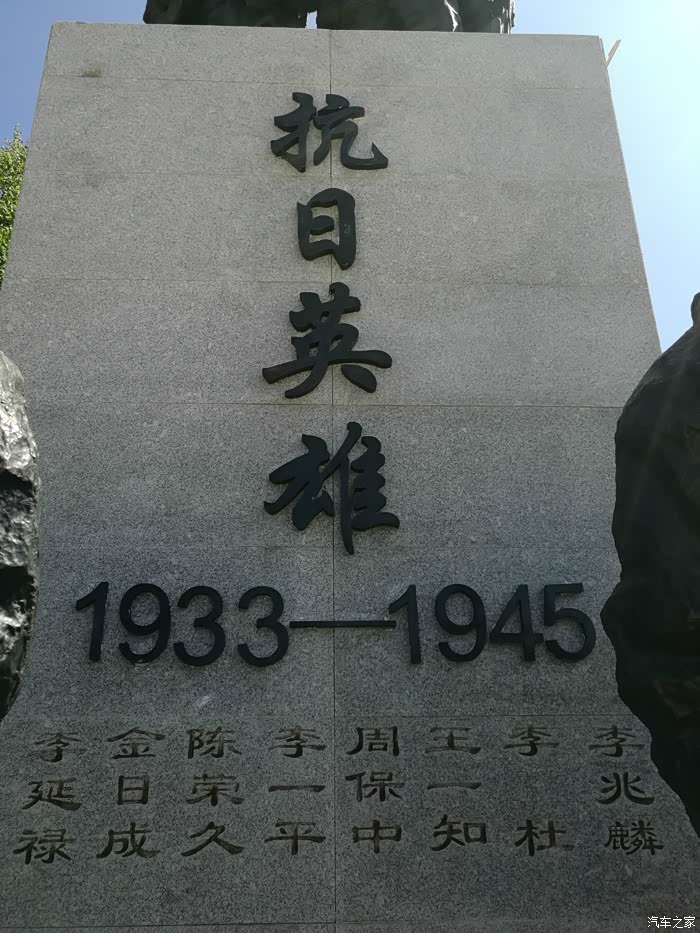 抗日英雄
1933—1945
李兆麟
李杜
王一知
周保中
李一平
陈荣久
金日成
李延禄
汽车之家